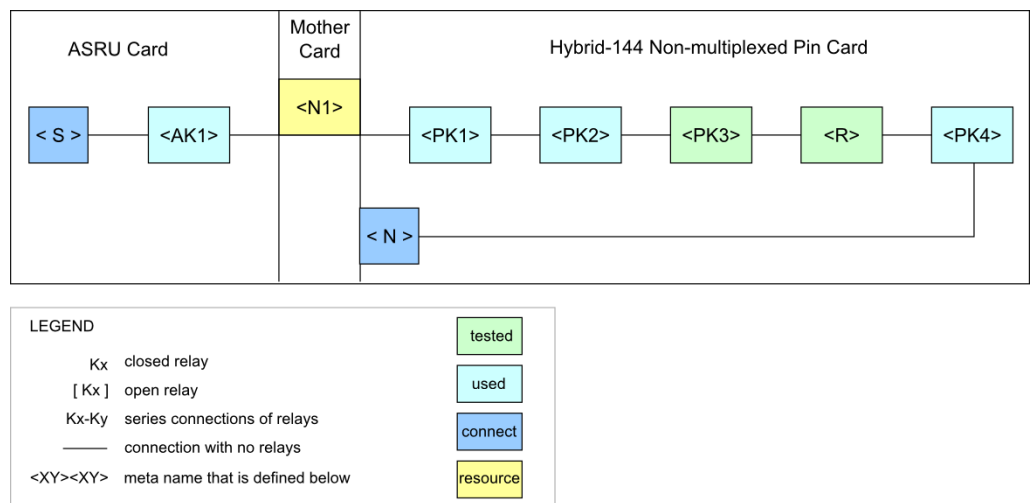 ASRU Card
Mother
Card
Hybrid-144 Non-multiplexed Pin Card
<N1>
< S >
<AK1>
<PK1>
<PK2>
<PK3>
<R>
<PK4>
< N >
LEGEND
Kx closed relay
[ Kx ] open relay
Kx-Ky series connections of relays
connection with no relays
<XY><XY> meta name that is defined below
tested
used
connect
resource